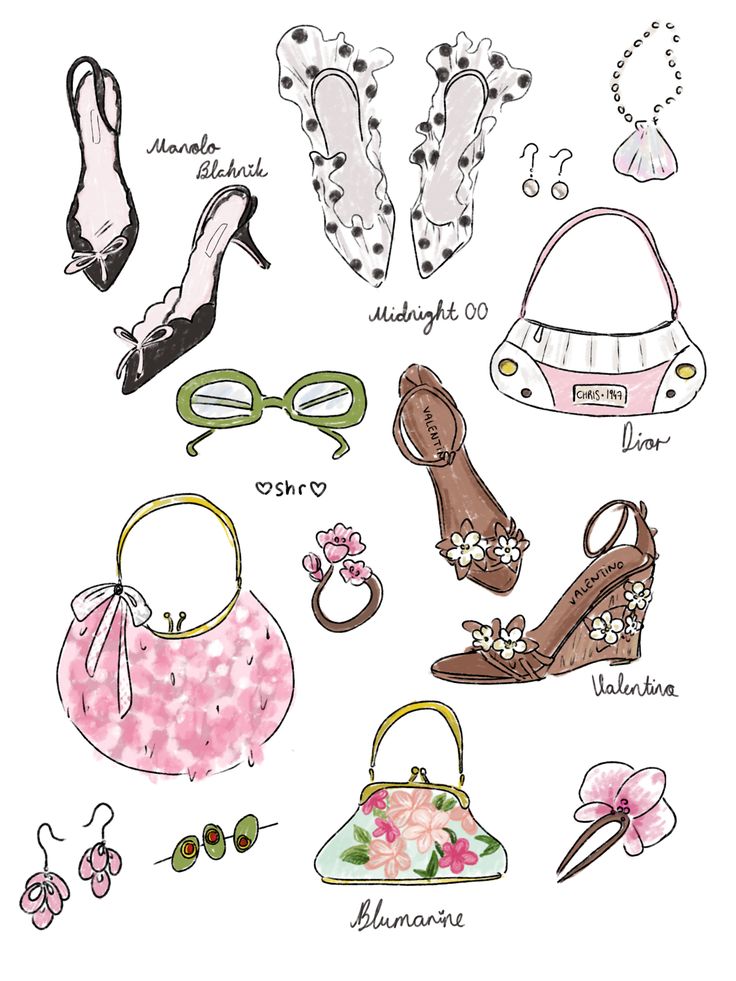 Manolo
Blahnik
Midnight 00
CHRIS • 1947
Dior
VALENTINO
♡shr♡
VALENTINO
Valentino
Blumarine